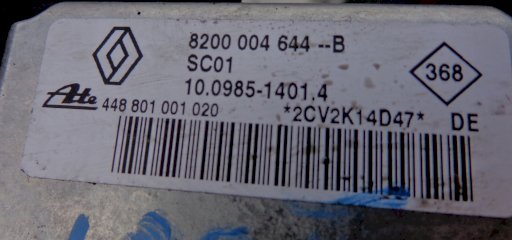 8200 004 644 --B
SC01
368
10.0985-1401.4
Ate 448 801 001 020 *2CV2K14D47* DE